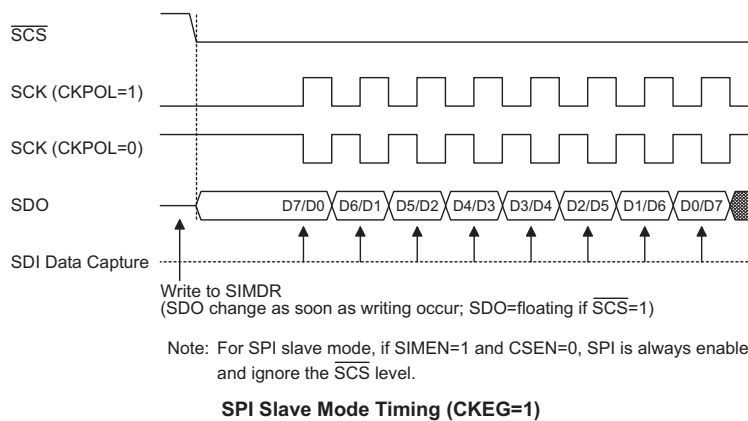 SCS
SCK (CKPOL=1)
SCK (CKPOL=0)
SDO
D7/D0 D6/D1 D5/D2 D4/D3 D3/D4 D2/D5 D1/D6 D0/D7
SDI Data Capture
Write to SIMDR
(SDO change as soon as writing occur; SDO=floating if SCS=1)
Note: For SPI slave mode, if SIMEN=1 and CSEN=0, SPI is always enable
and ignore the SCS level.
SPI Slave Mode Timing (CKEG=1)